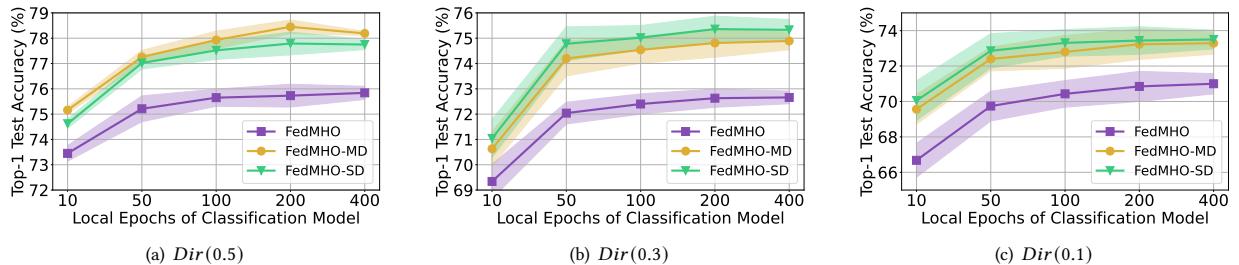 Top-1 Test Accuracy (%)
79
78
77
76
75
74
73
72
10 50 100 200 400
Local Epochs of Classification Model
FedMHO
FedMHO-MD
FedMHO-SD
(a) Dir(0.5)
Top-1 Test Accuracy (%)
76
75
74
73
72
71
70
69
10 50 100 200 400
Local Epochs of Classification Model
FedMHO
FedMHO-MD
FedMHO-SD
(b) Dir(0.3)
Top-1 Test Accuracy (%)
74
72
70
68
66
10 50 100 200 400
Local Epochs of Classification Model
FedMHO
FedMHO-MD
FedMHO-SD
(c) Dir(0.1)